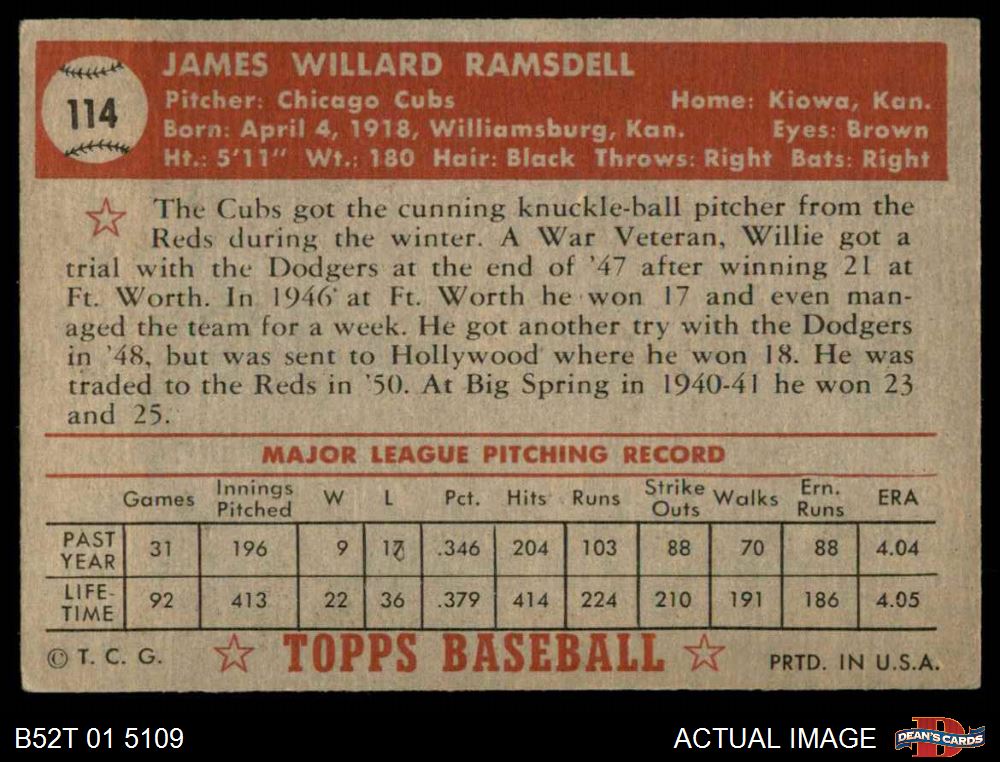 114
JAMES WILLARD RAMSDELL
Pitcher: Chicago Cubs Home: Kiowa, Kan.
Born: April 4, 1918, Williamsburg, Kan. Eyes: Brown
Ht.: 5'11" Wt.: 180 Hair: Black Throws: Right Bats: Right
The Cubs got the cunning knuckle-ball pitcher from the
Reds during the winter. A War Veteran, Willie got a
trial with the Dodgers at the end of '47 after winning 21 at
Ft. Worth. In 1946 at Ft. Worth he won 17 and even man-
aged the team for a week. He got another try with the Dodgers
in '48, but was sent to Hollywood where he won 18. He was
traded to the Reds in '50. At Big Spring in 1940-41 he won 23
and 25.
MAJOR LEAGUE PITCHING RECORD
Games Innings Pitched W L Pct. Hits Runs Strike Outs Walks Ern. Runs ERA
PAST YEAR 31 196 9 17 .346 204 103 88 70 88 4.04
LIFE-TIME 92 413 22 36 .379 414 224 210 191 186 4.05
© T. C. G. TOPPS BASEBALL PRTD. IN U.S.A.
B52T 01 5109 ACTUAL IMAGE DEAN'S CARDS